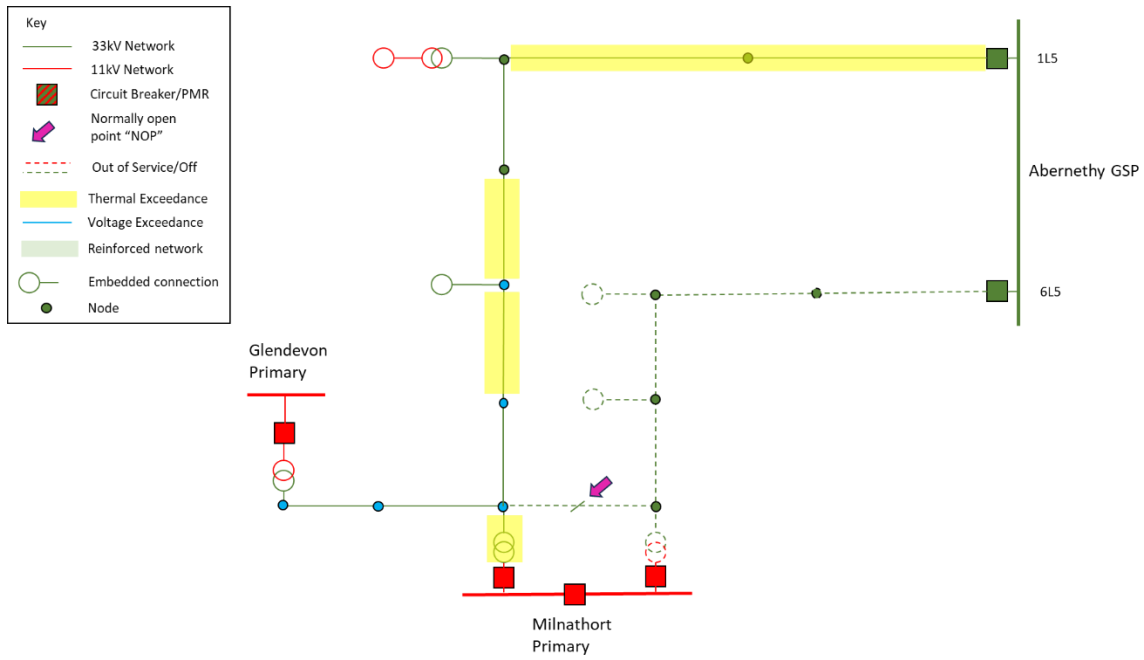 Key
33kV Network
11kV Network
Circuit Breaker/PMR
Normally open
point “NOP”
Out of Service/Off
Thermal Exceedance
Voltage Exceedance
Reinforced network
Embedded connection
Node
1L5
Abernethy GSP
6L5
Glendevon
Primary
Milnathort
Primary